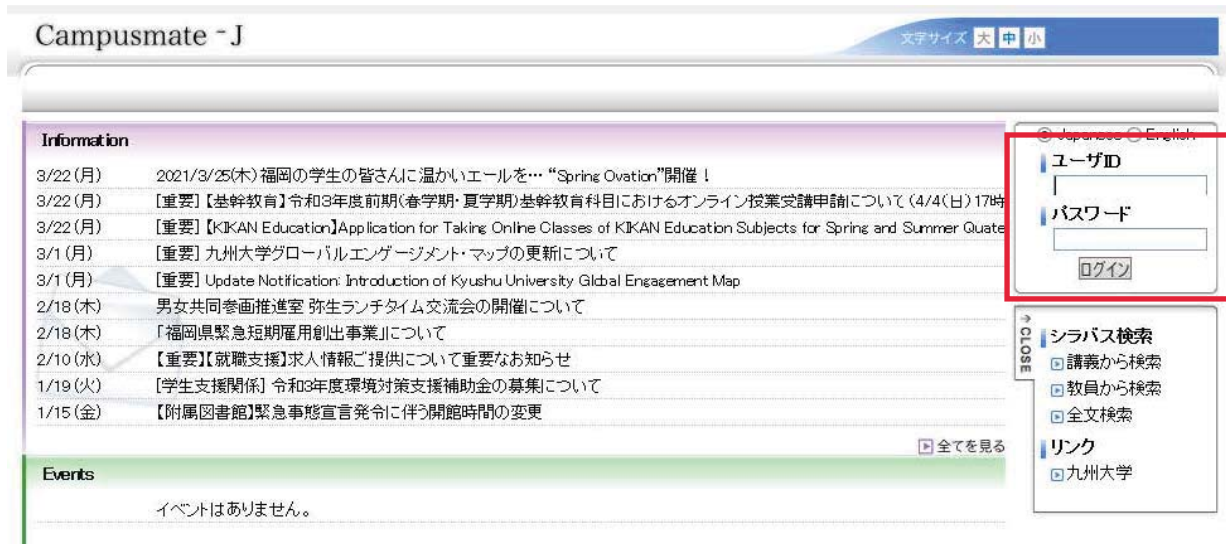 Campusmate - J
文字サイズ 大 中 小
Information
3/22(月) 2021/3/25(木)福岡の学生の皆さんに温かいエールを… “Spring Ovation”開催！
3/22(月) [重要]【基幹教育】令和3年度前期(春学期・夏学期)基幹教育科目におけるオンライン授業受講申請について(4/4(日)17時
3/22(月) [重要]【KIKAN Education】Application for Taking Online Classes of KIKAN Education Subjects for Spring and Summer Quate
3/1(月) [重要] 九州大学グローバルエンゲージメント・マップの更新について
3/1(月) [重要] Update Notification: Introduction of Kyushu University Global Engagement Map
2/18(木) 男女共同参画推進室 弥生ランチタイム交流会の開催について
2/18(木) 「福岡県緊急短期雇用創出事業」について
2/10(水) 【重要】【就職支援】求人情報ご提供について重要なお知らせ
1/19(火) [学生支援関係] 令和3年度環境対策支援補助金の募集について
1/15(金) 【附属図書館】緊急事態宣言発令に伴う開館時間の変更
全てを見る
Events
イベントはありません。
Japanese English
ユーザID
パスワード
ログイン
→CLOSE
シラバス検索
講義から検索
教員から検索
全文検索
リンク
九州大学